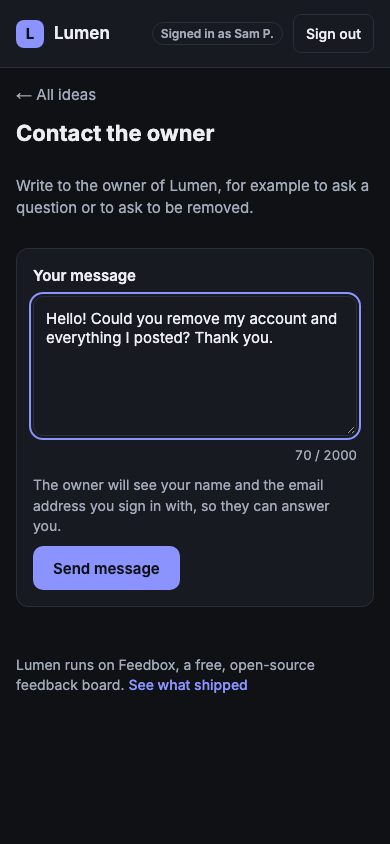 L
Lumen
Signed in as Sam P.
Sign out
← All ideas
Contact the owner
Write to the owner of Lumen, for example to ask a
question or to ask to be removed.
Your message
Hello! Could you remove my account and
everything I posted? Thank you.
70 / 2000
The owner will see your name and the email
address you sign in with, so they can answer
you.
Send message
Lumen runs on Feedbox, a free, open-source
feedback board. See what shipped